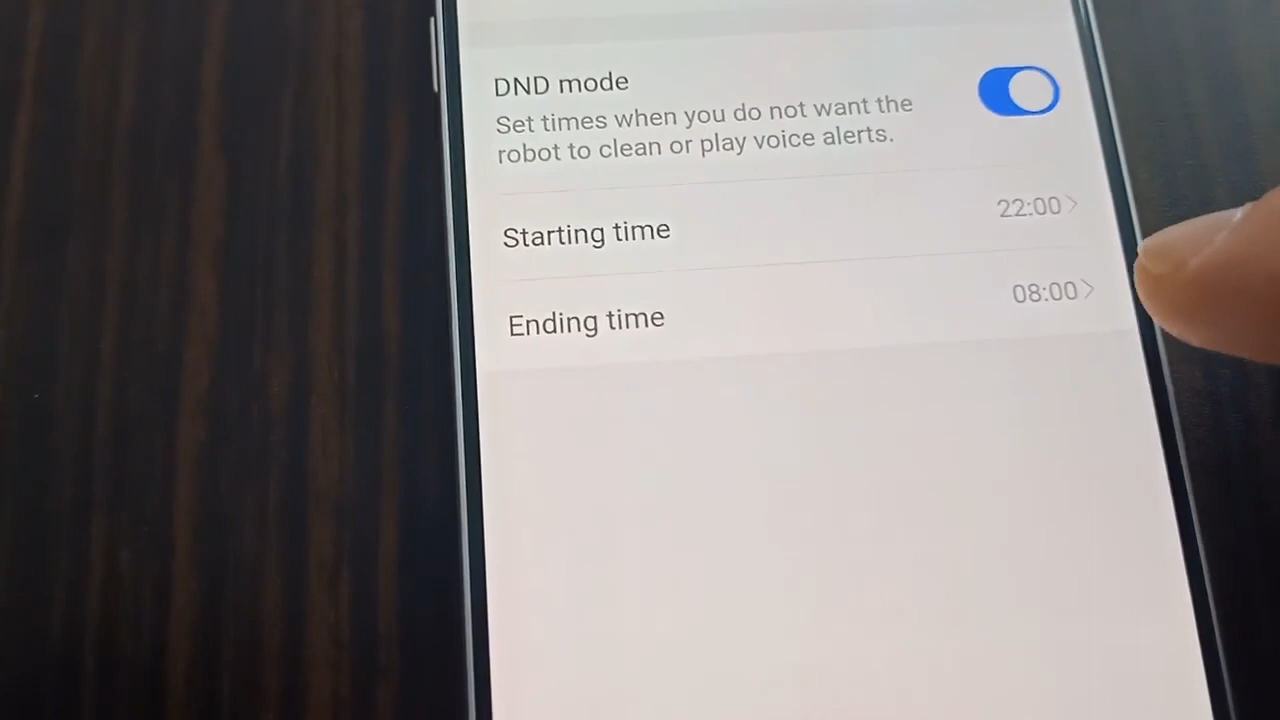 DND mode
Set times when you do not want the
robot to clean or play voice alerts.
Starting time
22:00
Ending time
08:00